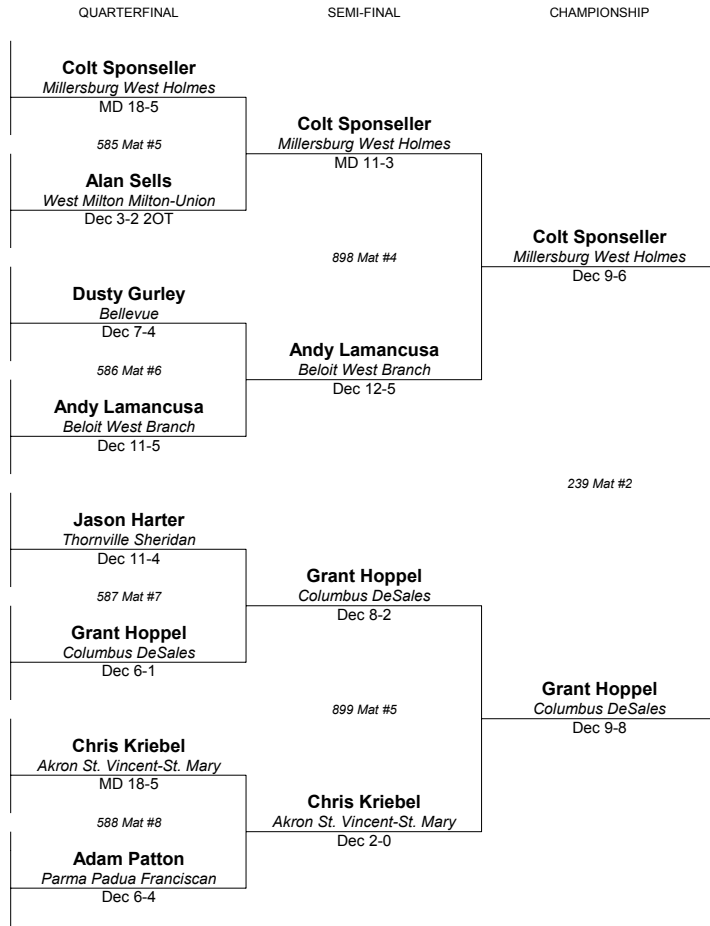 QUARTERFINAL
SEMI-FINAL
CHAMPIONSHIP
Colt Sponseller
Millersburg West Holmes
MD 18-5
585 Mat #5
Alan Sells
West Milton Milton-Union
Dec 3-2 2OT
Dusty Gurley
Bellevue
Dec 7-4
586 Mat #6
Andy Lamancusa
Beloit West Branch
Dec 11-5
Jason Harter
Thornville Sheridan
Dec 11-4
587 Mat #7
Grant Hoppel
Columbus DeSales
Dec 6-1
Chris Kriebel
Akron St. Vincent-St. Mary
MD 18-5
588 Mat #8
Adam Patton
Parma Padua Franciscan
Dec 6-4
Colt Sponseller
Millersburg West Holmes
MD 11-3
898 Mat #4
Andy Lamancusa
Beloit West Branch
Dec 12-5
Grant Hoppel
Columbus DeSales
Dec 8-2
899 Mat #5
Chris Kriebel
Akron St. Vincent-St. Mary
Dec 2-0
Colt Sponseller
Millersburg West Holmes
Dec 9-6
239 Mat #2
Grant Hoppel
Columbus DeSales
Dec 9-8